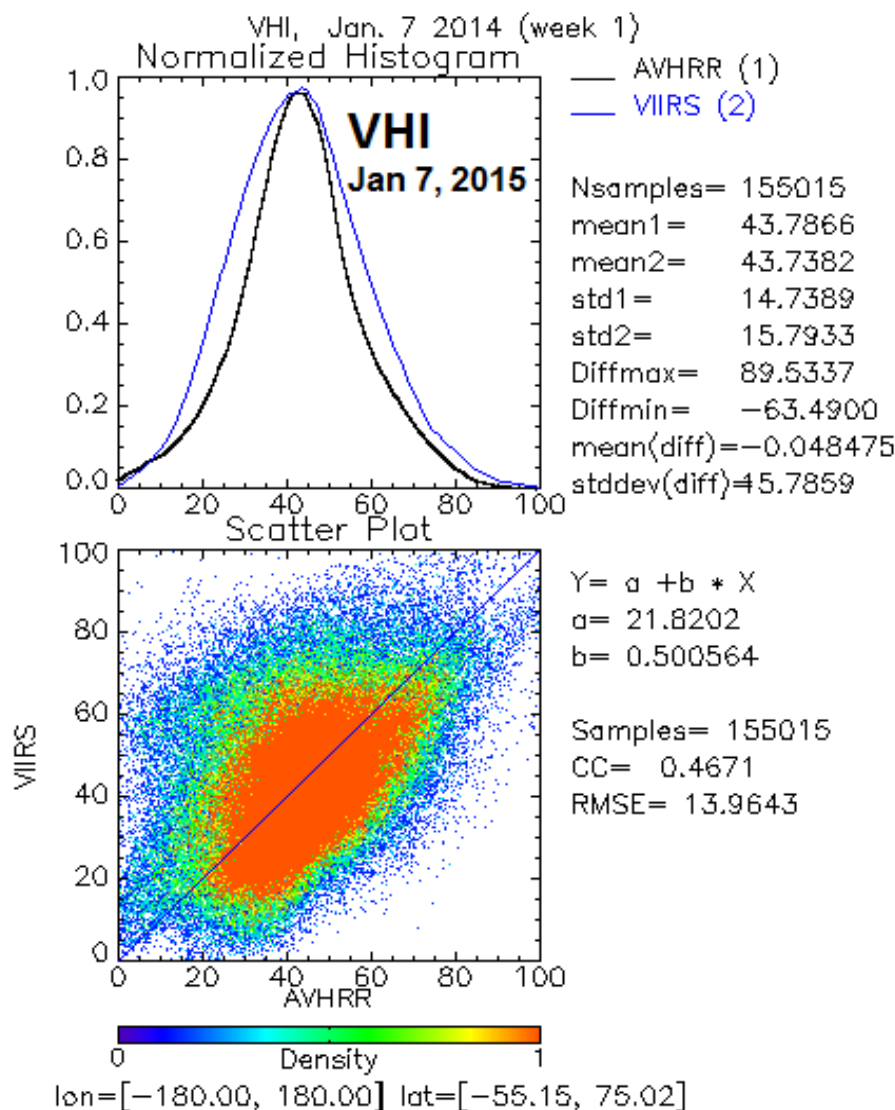 VHI, Jan. 7 2014 (week 1)
Normalized Histogram
AVHRR (1)
VIIRS (2)
VHI
Jan 7, 2015
1.0
0.8
0.6
0.4
0.2
0.0
0 20 40 60 80 100
Nsamples= 155015
mean1= 43.7866
mean2= 43.7382
std1= 14.7389
std2= 15.7933
Diffmax= 89.5337
Diffmin= -63.4900
mean(diff)=-0.048475
stddev(diff)=15.7859
Scatter Plot
100
80
60
40
20
0
VIIRS
0 20 40 60 80 100
AVHRR
Y= a +b * X
a= 21.8202
b= 0.500564
Samples= 155015
CC= 0.4671
RMSE= 13.9643
0 Density 1
lon=[-180.00, 180.00] lat=[-55.15, 75.02]